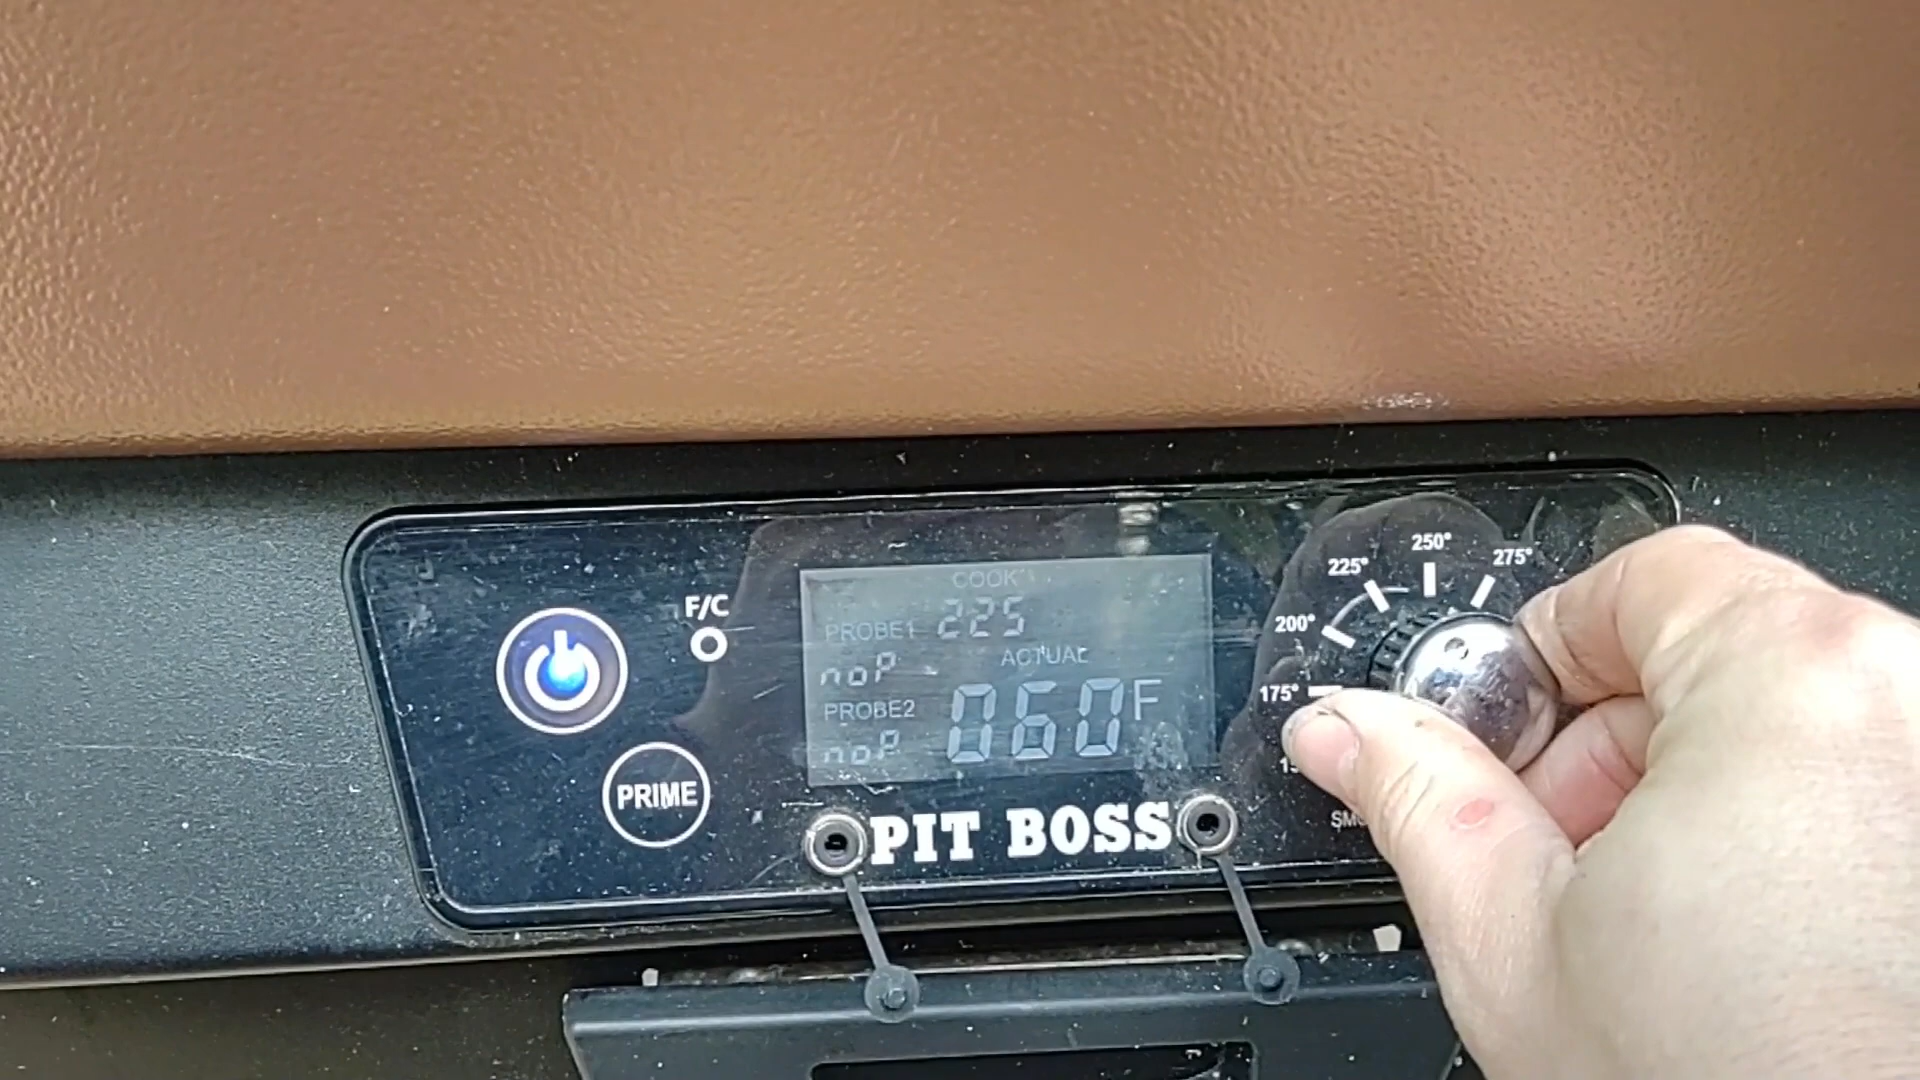 F/C
PRIME
COOK
225
PROBE1
noP
ACTUAL
060F
PROBE2
noP
PIT BOSS
250°
275°
225°
200°
175°